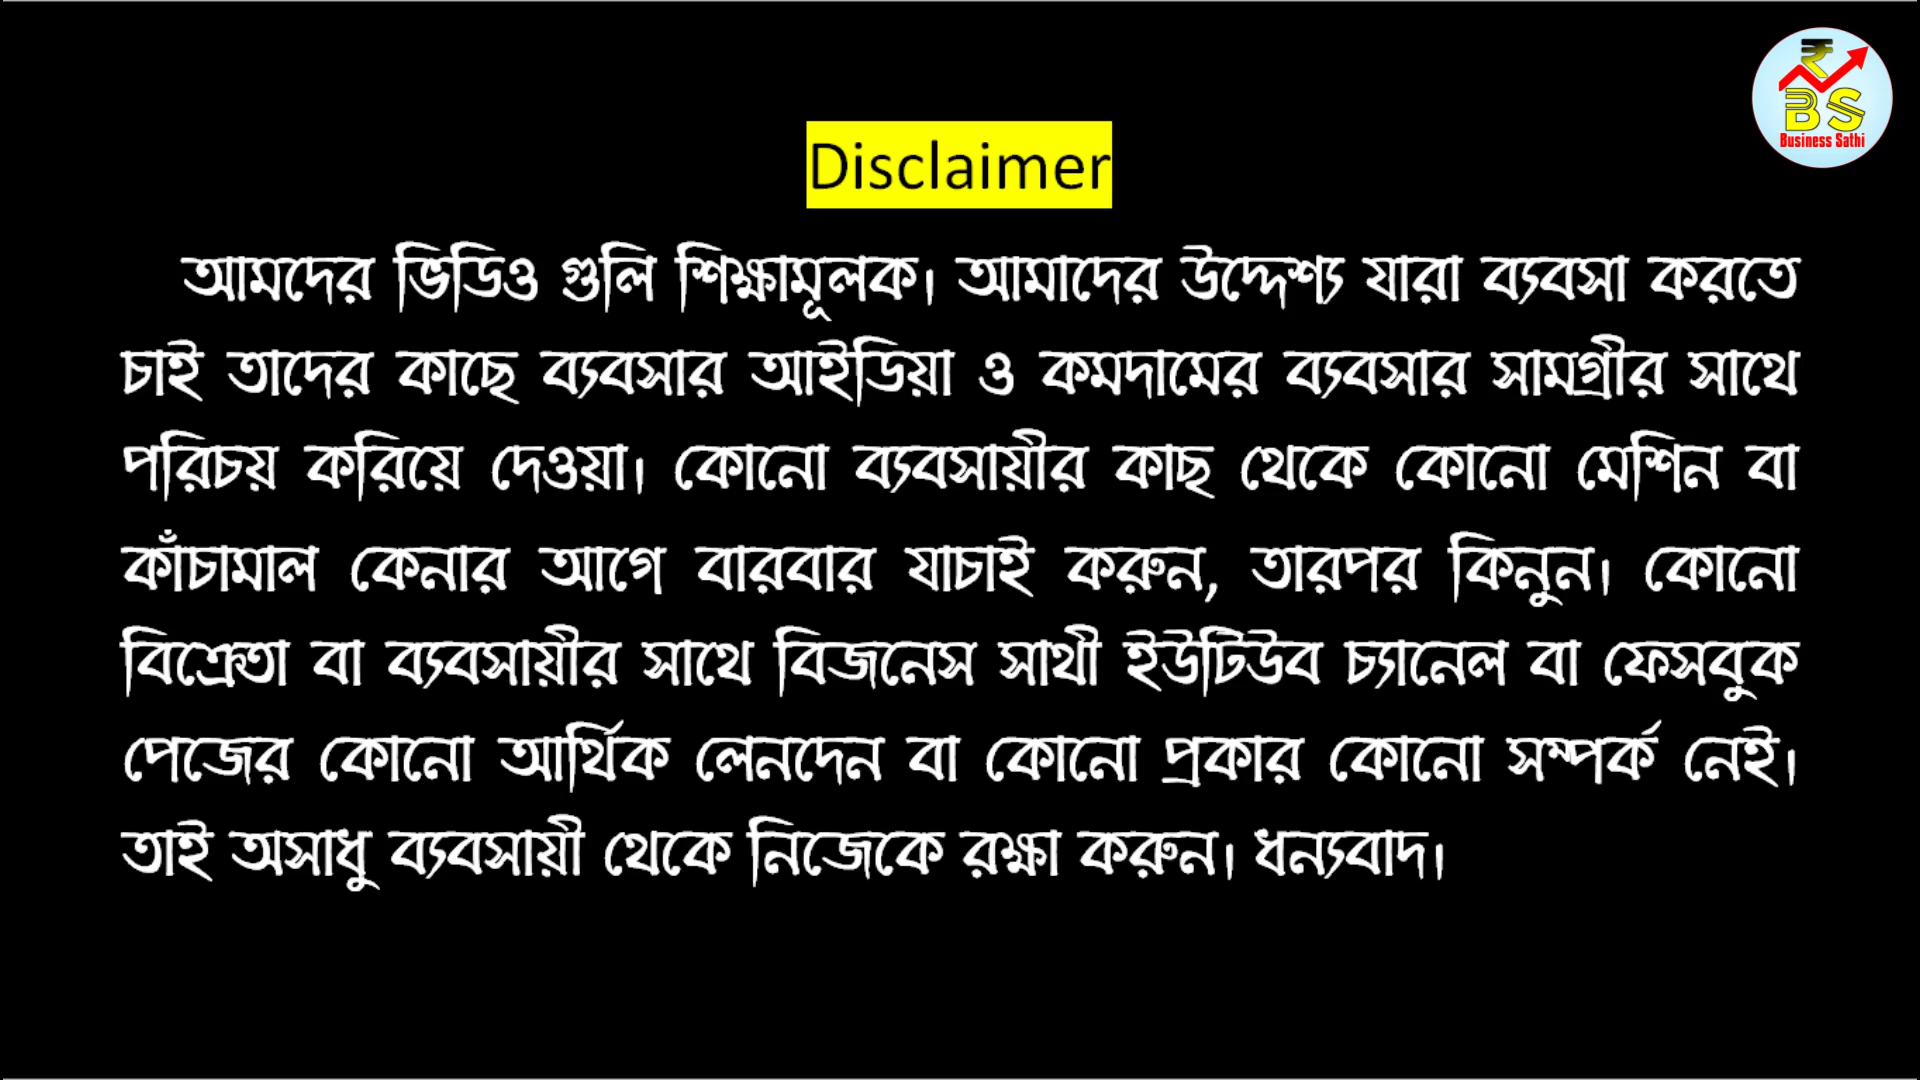 ₹
BS
Business Sathi
Disclaimer
আমদের ভিডিও গুলি শিক্ষামূলক। আমাদের উদ্দেশ্য যারা ব্যবসা করতে
চাই তাদের কাছে ব্যবসার আইডিয়া ও কমদামের ব্যবসার সামগ্রীর সাথে
পরিচয় করিয়ে দেওয়া। কোনো ব্যবসায়ীর কাছ থেকে কোনো মেশিন বা
কাঁচামাল কেনার আগে বারবার যাচাই করুন, তারপর কিনুন। কোনো
বিক্রেতা বা ব্যবসায়ীর সাথে বিজনেস সাথী ইউটিউব চ্যানেল বা ফেসবুক
পেজের কোনো আর্থিক লেনদেন বা কোনো প্রকার কোনো সম্পর্ক নেই।
তাই অসাধু ব্যবসায়ী থেকে নিজেকে রক্ষা করুন। ধন্যবাদ।